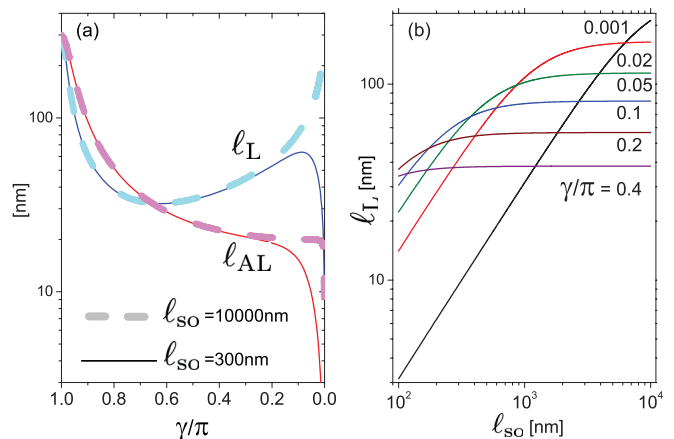 (a)
[nm]
100
10
ℓL
ℓAL
ℓso =10000nm
ℓso =300nm
1.0 0.8 0.6 0.4 0.2 0.0
γ/π
(b)
ℓL [nm]
100
10
0.001
0.02
0.05
0.1
0.2
γ/π = 0.4
10² 10³ 10⁴
ℓso [nm]